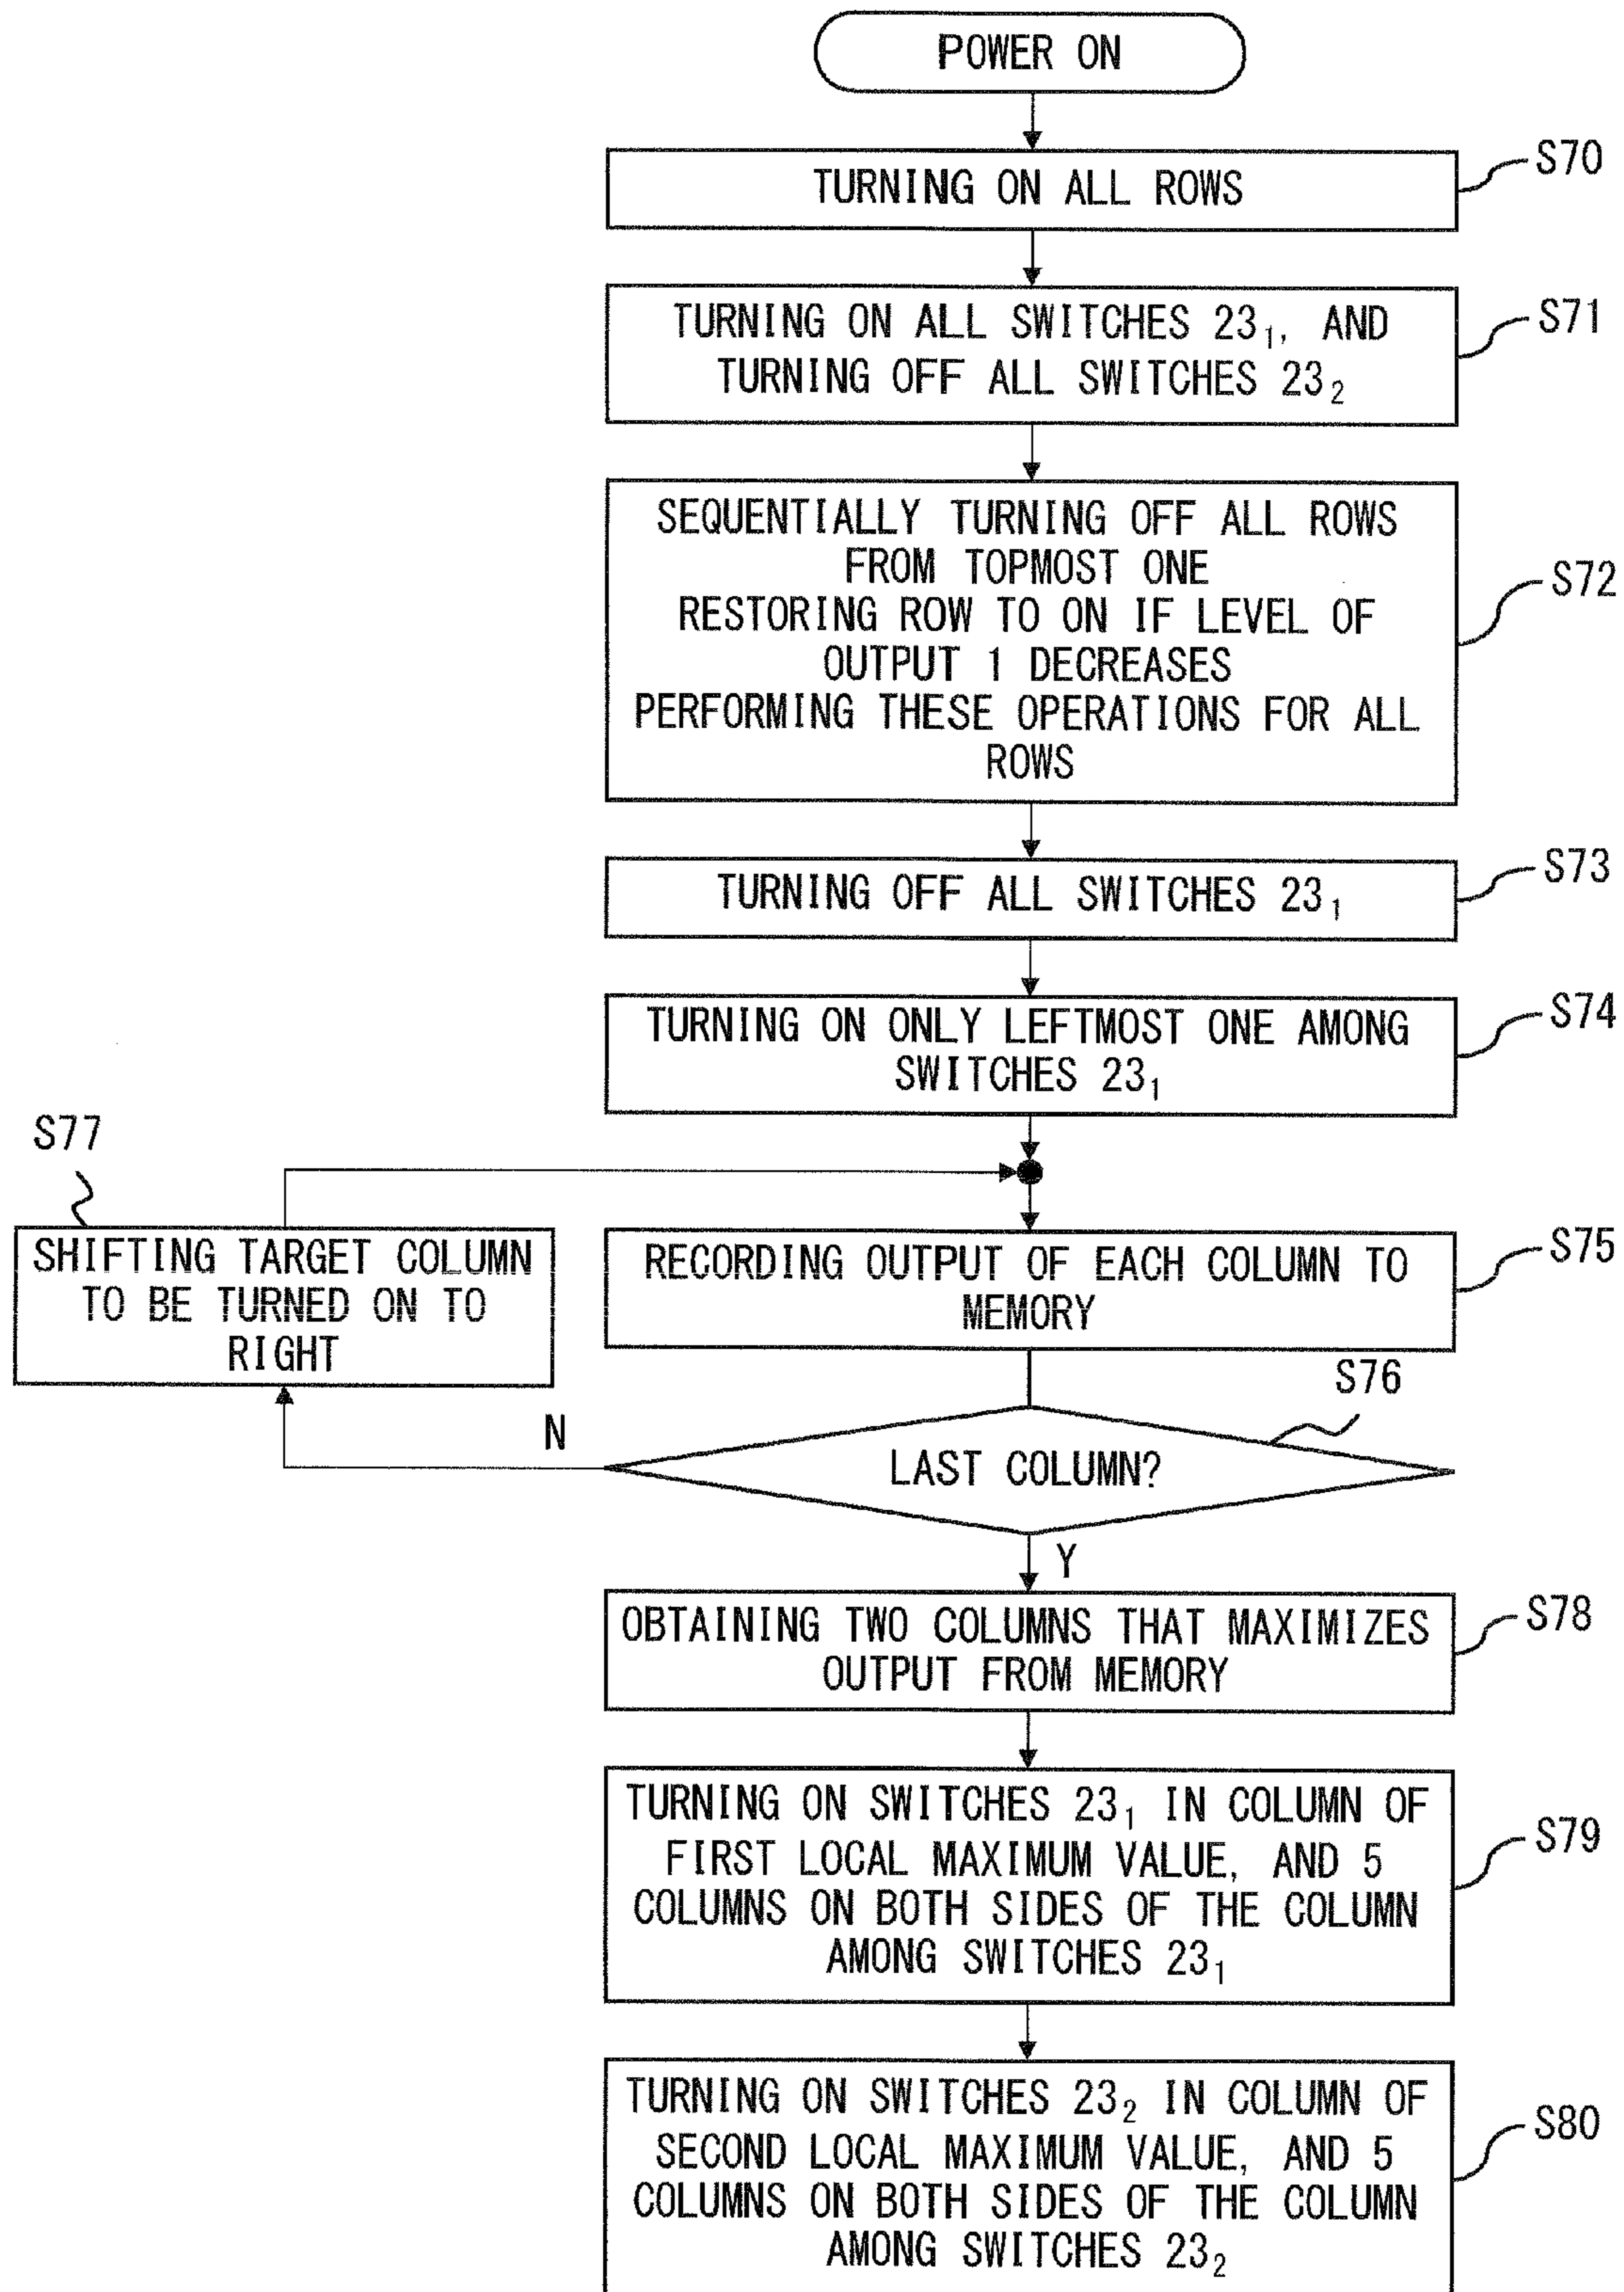 POWER ON
TURNING ON ALL ROWS
S70
TURNING ON ALL SWITCHES 23₁, AND
TURNING OFF ALL SWITCHES 23₂
S71
SEQUENTIALLY TURNING OFF ALL ROWS
FROM TOPMOST ONE
RESTORING ROW TO ON IF LEVEL OF
OUTPUT 1 DECREASES
PERFORMING THESE OPERATIONS FOR ALL
ROWS
S72
TURNING OFF ALL SWITCHES 23₁
S73
TURNING ON ONLY LEFTMOST ONE AMONG
SWITCHES 23₁
S74
S77
SHIFTING TARGET COLUMN
TO BE TURNED ON TO
RIGHT
RECORDING OUTPUT OF EACH COLUMN TO
MEMORY
S75
S76
N
LAST COLUMN?
Y
OBTAINING TWO COLUMNS THAT MAXIMIZES
OUTPUT FROM MEMORY
S78
TURNING ON SWITCHES 23₁ IN COLUMN OF
FIRST LOCAL MAXIMUM VALUE, AND 5
COLUMNS ON BOTH SIDES OF THE COLUMN
AMONG SWITCHES 23₁
S79
TURNING ON SWITCHES 23₂ IN COLUMN OF
SECOND LOCAL MAXIMUM VALUE, AND 5
COLUMNS ON BOTH SIDES OF THE COLUMN
AMONG SWITCHES 23₂
S80